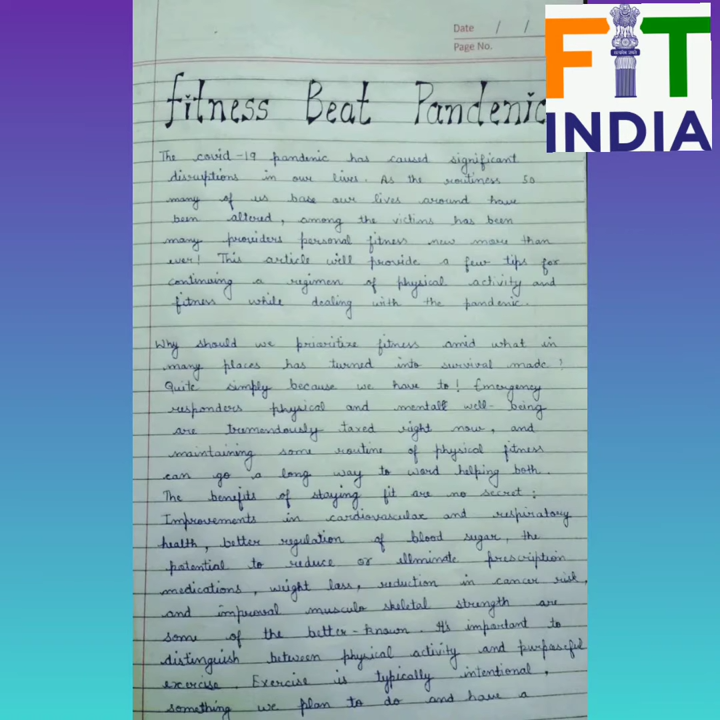 Date / /
Page No.
FIT
INDIA
fitness Beat Pandenic
The covid-19 pandemic has caused significant
disruptions in our lives. As the routiness so
many of us base our lives around have
been altered, among the victims has been
many providers personal fitness new more than
ever! This article will provide a few tips for
continuing a regimen of physical activity and
fitness while dealing with the pandemic.
Why should we prioritize fitness amid what in
many places has turned into survival made!
Quite simply because we have to! Emergency
responders physical and mental well-being
are tremendously taxed right now, and
maintaining some routine of physical fitness
can go a long way to word helping both.
The benefits of staying fit are no secret:
Improvements in cardiovascular and respiratory
health, better regulation of blood sugar, the
potential to reduce or illminate prescription
medications, weight lass, reduction in cancer risk,
and improval musculo skeletal strength are
some of the better-known. It's important to
distinguish between physical activity and purposeful
exercise. Exercise is typically intentional,
something we plan to do and have a